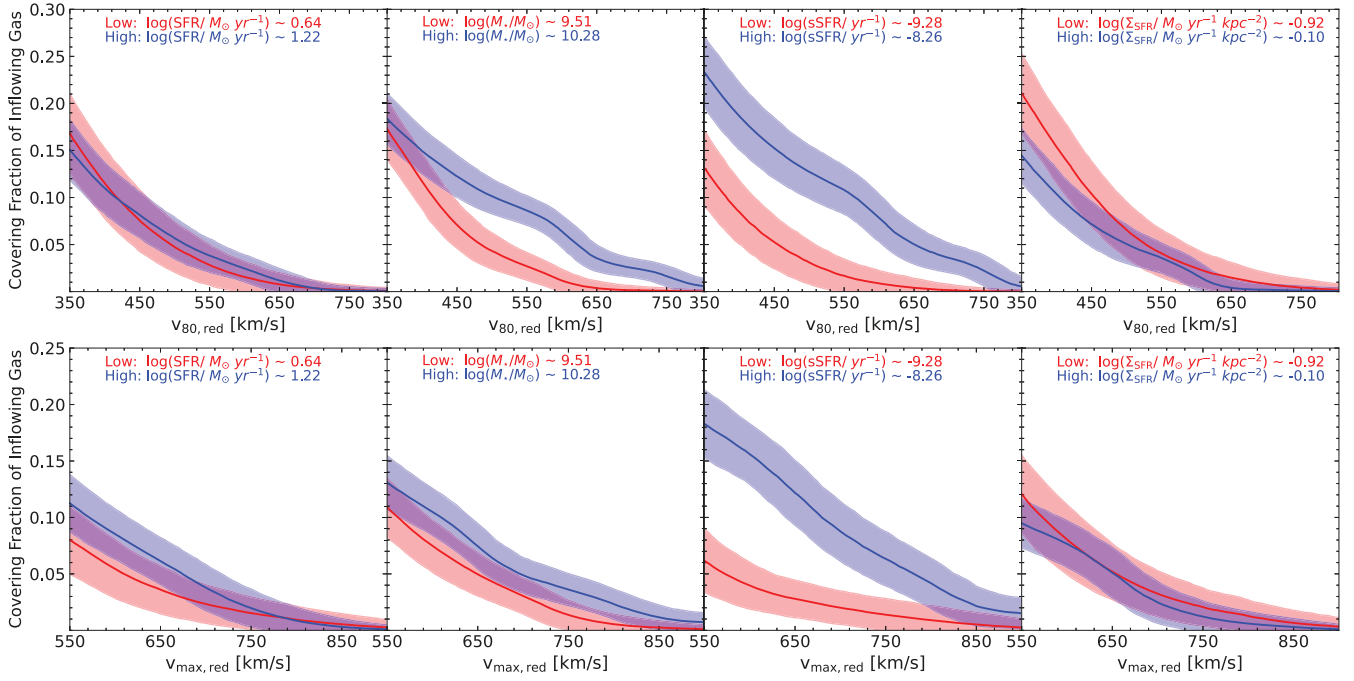 0.30
0.25
0.20
0.15
0.10
0.05
Covering Fraction of Inflowing Gas
Low: log(SFR/ M⊙ yr⁻¹) ~ 0.64
High: log(SFR/ M⊙ yr⁻¹) ~ 1.22
350 450 550 650 750
v80, red [km/s]
Low: log(M⋆/M⊙) ~ 9.51
High: log(M⋆/M⊙) ~ 10.28
350 450 550 650 750
v80, red [km/s]
Low: log(sSFR/ yr⁻¹) ~ -9.28
High: log(sSFR/ yr⁻¹) ~ -8.26
350 450 550 650 750
v80, red [km/s]
Low: log(ΣSFR/ M⊙ yr⁻¹ kpc⁻²) ~ -0.92
High: log(ΣSFR/ M⊙ yr⁻¹ kpc⁻²) ~ -0.10
350 450 550 650 750
v80, red [km/s]
0.25
0.20
0.15
0.10
0.05
Covering Fraction of Inflowing Gas
Low: log(SFR/ M⊙ yr⁻¹) ~ 0.64
High: log(SFR/ M⊙ yr⁻¹) ~ 1.22
550 650 750 850
vmax, red [km/s]
Low: log(M⋆/M⊙) ~ 9.51
High: log(M⋆/M⊙) ~ 10.28
550 650 750 850
vmax, red [km/s]
Low: log(sSFR/ yr⁻¹) ~ -9.28
High: log(sSFR/ yr⁻¹) ~ -8.26
550 650 750 850
vmax, red [km/s]
Low: log(ΣSFR/ M⊙ yr⁻¹ kpc⁻²) ~ -0.92
High: log(ΣSFR/ M⊙ yr⁻¹ kpc⁻²) ~ -0.10
550 650 750 850
vmax, red [km/s]